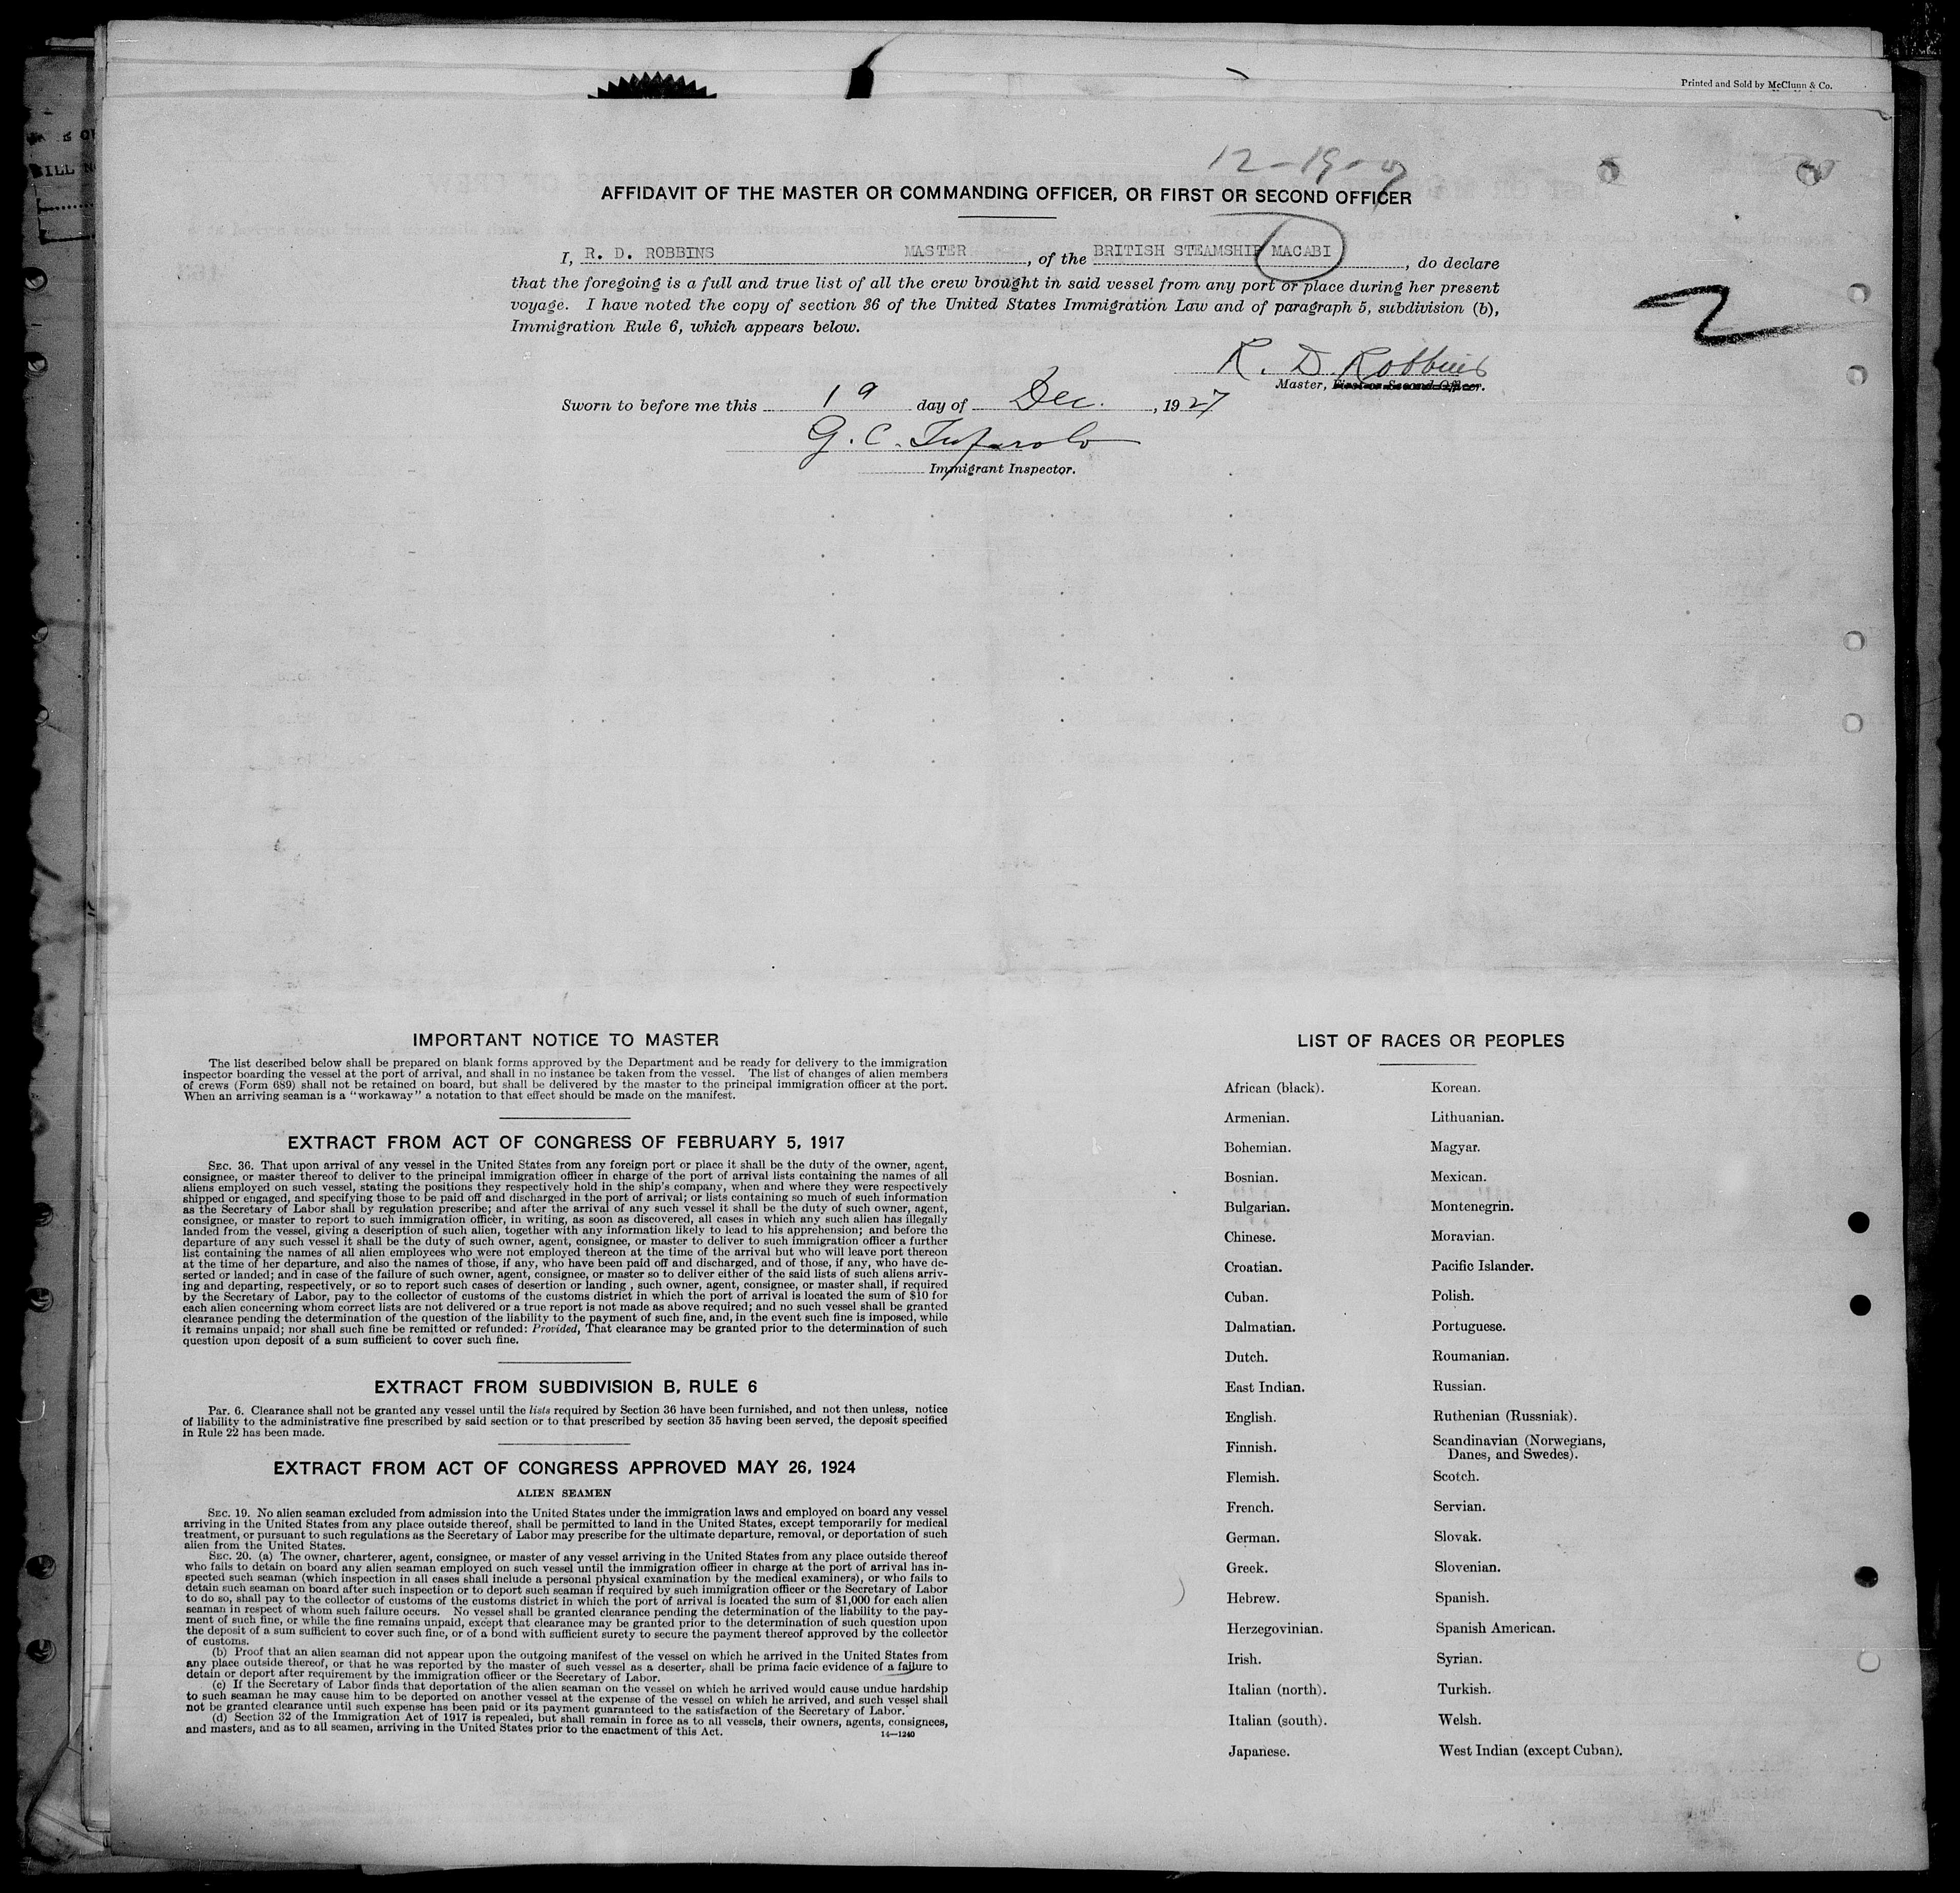 Printed and Sold by McClunn & Co.
12-19-27
AFFIDAVIT OF THE MASTER OR COMMANDING OFFICER, OR FIRST OR SECOND OFFICER
I, R. D. ROBBINS MASTER, of the BRITISH STEAMSHIP MACABI, do declare
that the foregoing is a full and true list of all the crew brought in said vessel from any port or place during her present
voyage. I have noted the copy of section 36 of the United States Immigration Law and of paragraph 5, subdivision (b),
Immigration Rule 6, which appears below.
2
R. D. Robbins
Master, First or Second Officer.
Sworn to before me this 19 day of Dec., 1927
G. C.
Immigrant Inspector.
IMPORTANT NOTICE TO MASTER
The list described below shall be prepared on blank forms approved by the Department and be ready for delivery to the immigration
inspector boarding the vessel at the port of arrival, and shall in no instance be taken from the vessel. The list of changes of alien members
of crews (Form 689) shall not be retained on board, but shall be delivered by the master to the principal immigration officer at the port.
When an arriving seaman is a "workaway" a notation to that effect should be made on the manifest.
EXTRACT FROM ACT OF CONGRESS OF FEBRUARY 5, 1917
SEC. 36. That upon arrival of any vessel in the United States from any foreign port or place it shall be the duty of the owner, agent,
consignee, or master thereof to deliver to the principal immigration officer in charge of the port of arrival lists containing the names of all
aliens employed on such vessel, stating the positions they respectively hold in the ship's company, when and where they were respectively
shipped or engaged, and specifying those to be paid off and discharged in the port of arrival; or lists containing so much of such information
as the Secretary of Labor shall by regulation prescribe; and after the arrival of any such vessel it shall be the duty of such owner, agent,
consignee, or master to report to such immigration officer, in writing, as soon as discovered, all cases in which any such alien has illegally
landed from the vessel, giving a description of such alien, together with any information likely to lead to his apprehension; and before the
departure of any such vessel it shall be the duty of such owner, agent, consignee, or master to deliver to such immigration officer a further
list containing the names of all alien employees who were not employed thereon at the time of the arrival but who will leave port thereon
at the time of her departure, and also the names of those, if any, who have been paid off and discharged, and of those, if any, who have de-
serted or landed; and in case of the failure of such owner, agent, consignee, or master so to deliver either of the said lists of such aliens arriv-
ing and departing, respectively, or so to report such cases of desertion or landing , such owner, agent, consignee, or master shall, if required
by the Secretary of Labor, pay to the collector of customs of the customs district in which the port of arrival is located the sum of $10 for
each alien concerning whom correct lists are not delivered or a true report is not made as above required; and no such vessel shall be granted
clearance pending the determination of the question of the liability to the payment of such fine, and, in the event such fine is imposed, while
it remains unpaid; nor shall such fine be remitted or refunded: Provided, That clearance may be granted prior to the determination of such
question upon deposit of a sum sufficient to cover such fine.
EXTRACT FROM SUBDIVISION B, RULE 6
Par. 6. Clearance shall not be granted any vessel until the lists required by Section 36 have been furnished, and not then unless, notice
of liability to the administrative fine prescribed by said section or to that prescribed by section 35 having been served, the deposit specified
in Rule 22 has been made.
EXTRACT FROM ACT OF CONGRESS APPROVED MAY 26, 1924
ALIEN SEAMEN
SEC. 19. No alien seaman excluded from admission into the United States under the immigration laws and employed on board any vessel
arriving in the United States from any place outside thereof, shall be permitted to land in the United States, except temporarily for medical
treatment, or pursuant to such regulations as the Secretary of Labor may prescribe for the ultimate departure, removal, or deportation of such
alien from the United States.
SEC. 20. (a) The owner, charterer, agent, consignee, or master of any vessel arriving in the United States from any place outside thereof
who fails to detain on board any alien seaman employed on such vessel until the immigration officer in charge at the port of arrival has in-
spected such seaman (which inspection in all cases shall include a personal physical examination by the medical examiners), or who fails to
detain such seaman on board after such inspection or to deport such seaman if required by such immigration officer or the Secretary of Labor
to do so, shall pay to the collector of customs of the customs district in which the port of arrival is located the sum of $1,000 for each alien
seaman in respect of whom such failure occurs. No vessel shall be granted clearance pending the determination of the liability to the pay-
ment of such fine, or while the fine remains unpaid, except that clearance may be granted prior to the determination of such question upon
the deposit of a sum sufficient to cover such fine, or of a bond with sufficient surety to secure the payment thereof approved by the collector
of customs.
(b) Proof that an alien seaman did not appear upon the outgoing manifest of the vessel on which he arrived in the United States from
any place outside thereof, or that he was reported by the master of such vessel as a deserter, shall be prima facie evidence of a failure to
detain or deport after requirement by the immigration officer or the Secretary of Labor.
(c) If the Secretary of Labor finds that deportation of the alien seaman on the vessel on which he arrived would cause undue hardship
to such seaman he may cause him to be deported on another vessel at the expense of the vessel on which he arrived, and such vessel shall
not be granted clearance until such expense has been paid or its payment guaranteed to the satisfaction of the Secretary of Labor.
(d) Section 32 of the Immigration Act of 1917 is repealed, but shall remain in force as to all vessels, their owners, agents, consignees,
and masters, and as to all seamen, arriving in the United States prior to the enactment of this Act.
14—1240
LIST OF RACES OR PEOPLES
African (black).
Armenian.
Bohemian.
Bosnian.
Bulgarian.
Chinese.
Croatian.
Cuban.
Dalmatian.
Dutch.
East Indian.
English.
Finnish.
Flemish.
French.
German.
Greek.
Hebrew.
Herzegovinian.
Irish.
Italian (north).
Italian (south).
Japanese.
Korean.
Lithuanian.
Magyar.
Mexican.
Montenegrin.
Moravian.
Pacific Islander.
Polish.
Portuguese.
Roumanian.
Russian.
Ruthenian (Russniak).
Scandinavian (Norwegians,
Danes, and Swedes).
Scotch.
Servian.
Slovak.
Slovenian.
Spanish.
Spanish American.
Syrian.
Turkish.
Welsh.
West Indian (except Cuban).